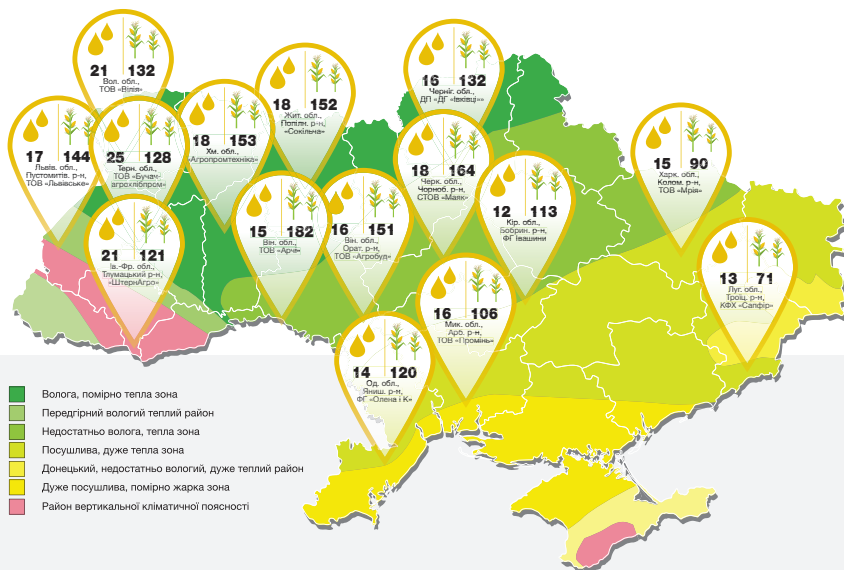 21 132
Вол. обл.,
ТОВ «Вілія»
16 132
Черніг. обл.,
ДП «ДГ «Івківці»»
18 152
Жит. обл.,
Попілн. р-н,
«Сокільча»
17 144
Львів. обл.,
Пустомитів. р-н,
ТОВ «Львівське»
25 128
Терн. обл.,
ТОВ «Бучач-
агрохлібпром»
18 153
Хм. обл.,
«Агропромтехніка»
18 164
Черк. обл.,
Чорноб. р-н,
СТОВ «Маяк»
15 90
Харк. обл.,
Колом. р-н,
ТОВ «Мрія»
12 113
Кір. обл.,
Бобрин. р-н,
ФГ Івашини
21 121
Ів.-Фр. обл.,
Тлумацький р-н,
«ШтернАгро»
15 182
Він. обл.,
ТОВ «Арчі»
16 151
Він. обл.,
Орат. р-н,
ТОВ «Агробуд»
13 71
Луг. обл.,
Троїц. р-н,
КФХ «Сапфір»
16 106
Мик. обл.,
Арб. р-н,
ТОВ «Промінь»
14 120
Од. обл.,
Яниш. р-н,
ФГ «Олена і К»
Волога, помірно тепла зона
Передгірний вологий теплий район
Недостатньо волога, тепла зона
Посушлива, дуже тепла зона
Донецький, недостатньо вологий, дуже теплий район
Дуже посушлива, помірно жарка зона
Район вертикальної кліматичної поясності